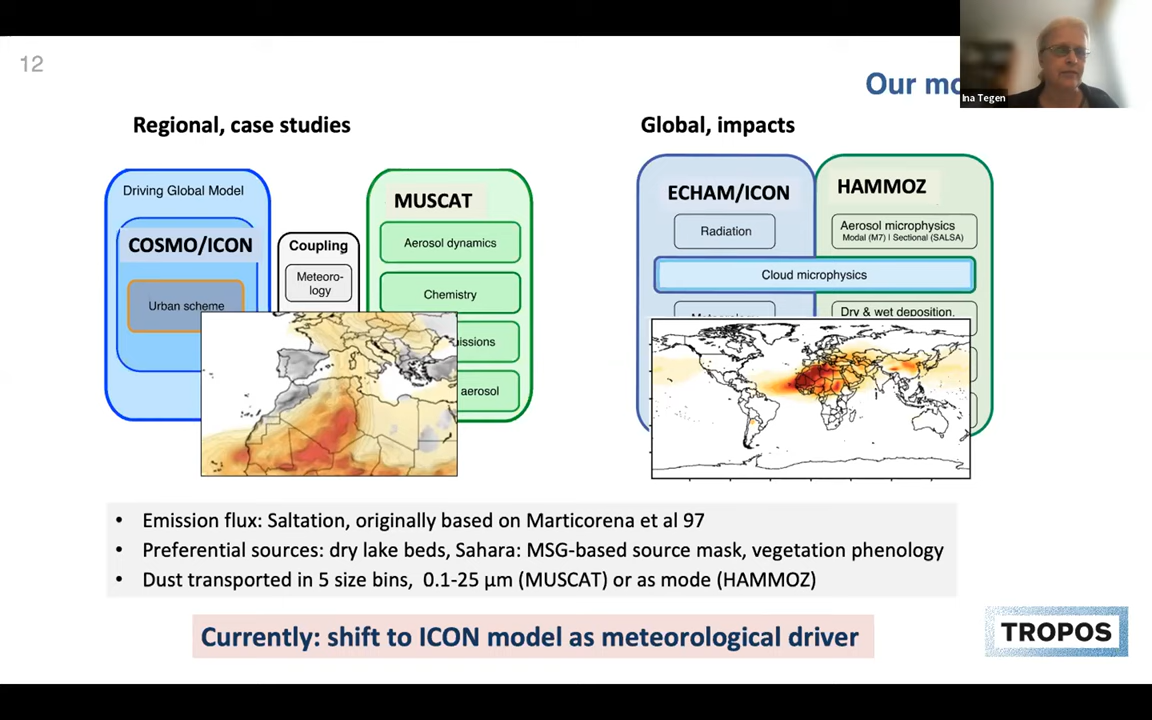 12
Our mo
Ina Tegen
Regional, case studies
Driving Global Model
COSMO/ICON
Urban scheme
Coupling
Meteoro-
logy
MUSCAT
Aerosol dynamics
Chemistry
issions
aerosol
Global, impacts
ECHAM/ICON
Radiation
HAMMOZ
Aerosol microphysics
Modal (M7) I Sectional (SALSA)
Cloud microphysics
Dry & wet deposition,
• Emission flux: Saltation, originally based on Marticorena et al 97
• Preferential sources: dry lake beds, Sahara: MSG-based source mask, vegetation phenology
• Dust transported in 5 size bins, 0.1-25 µm (MUSCAT) or as mode (HAMMOZ)
Currently: shift to ICON model as meteorological driver
TROPOS